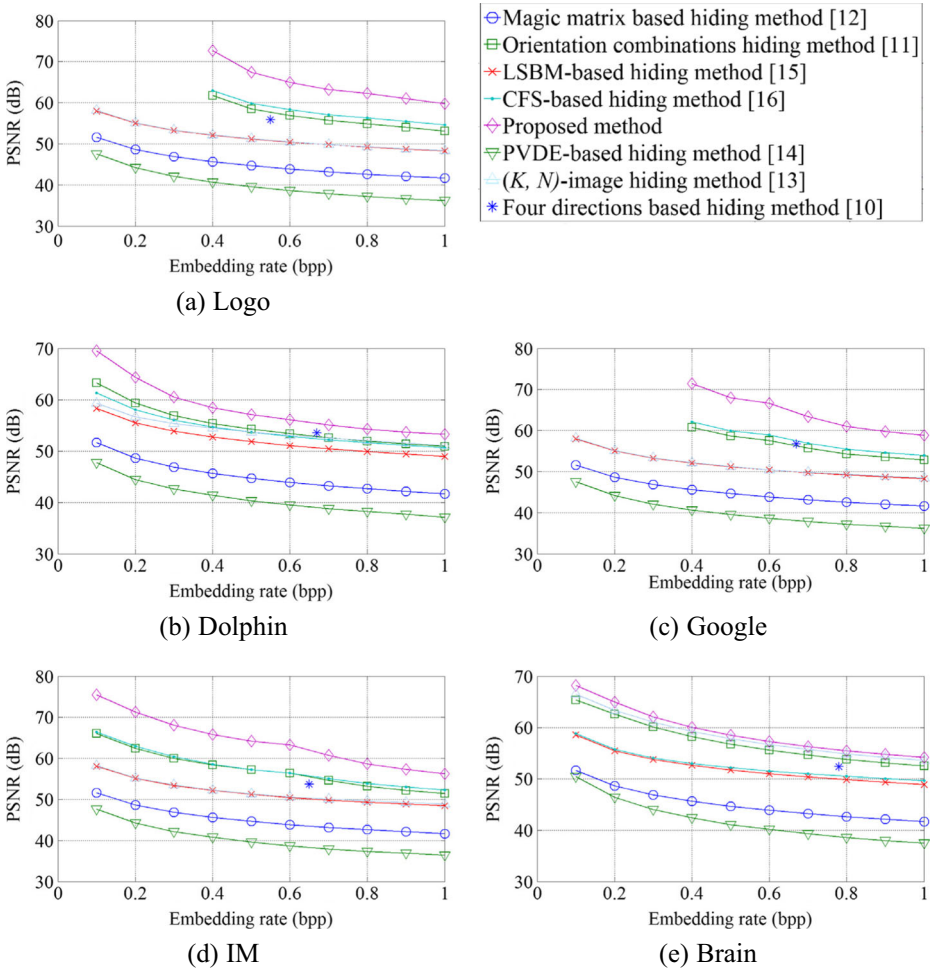 80
70
60
50
40
30
PSNR (dB)
0 0.2 0.4 0.6 0.8 1
Embedding rate (bpp)
(a) Logo
Magic matrix based hiding method [12]
Orientation combinations hiding method [11]
LSBM-based hiding method [15]
CFS-based hiding method [16]
Proposed method
PVDE-based hiding method [14]
(K, N)-image hiding method [13]
Four directions based hiding method [10]
70
60
50
40
30
PSNR (dB)
0 0.2 0.4 0.6 0.8 1
Embedding rate (bpp)
(b) Dolphin
80
70
60
50
40
30
PSNR (dB)
0 0.2 0.4 0.6 0.8 1
Embedding rate (bpp)
(c) Google
80
70
60
50
40
30
PSNR (dB)
0 0.2 0.4 0.6 0.8 1
Embedding rate (bpp)
(d) IM
70
60
50
40
30
PSNR (dB)
0 0.2 0.4 0.6 0.8 1
Embedding rate (bpp)
(e) Brain